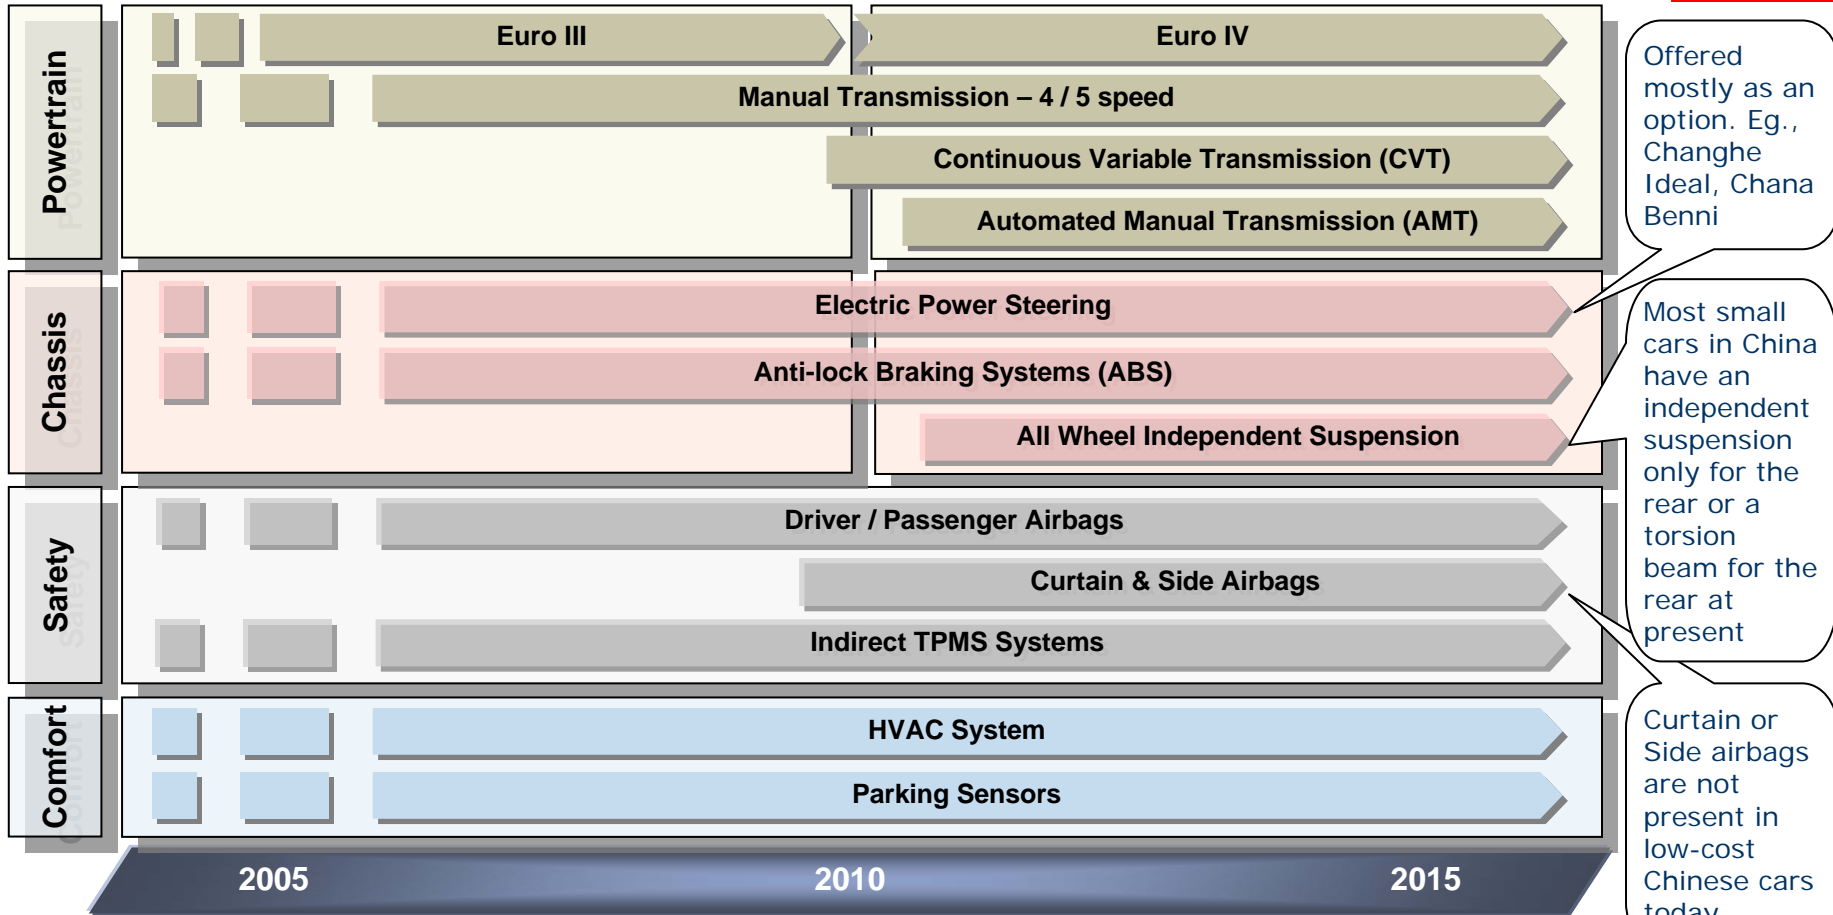 Powertrain
Euro III
Euro IV
Manual Transmission – 4 / 5 speed
Continuous Variable Transmission (CVT)
Automated Manual Transmission (AMT)
Chassis
Electric Power Steering
Anti-lock Braking Systems (ABS)
All Wheel Independent Suspension
Safety
Driver / Passenger Airbags
Curtain & Side Airbags
Indirect TPMS Systems
Comfort
HVAC System
Parking Sensors
2005
2010
2015
Offered
mostly as an
option. Eg.,
Changhe
Ideal, Chana
Benni
Most small
cars in China
have an
independent
suspension
only for the
rear or a
torsion
beam for the
rear at
present
Curtain or
Side airbags
are not
present in
low-cost
Chinese cars
today